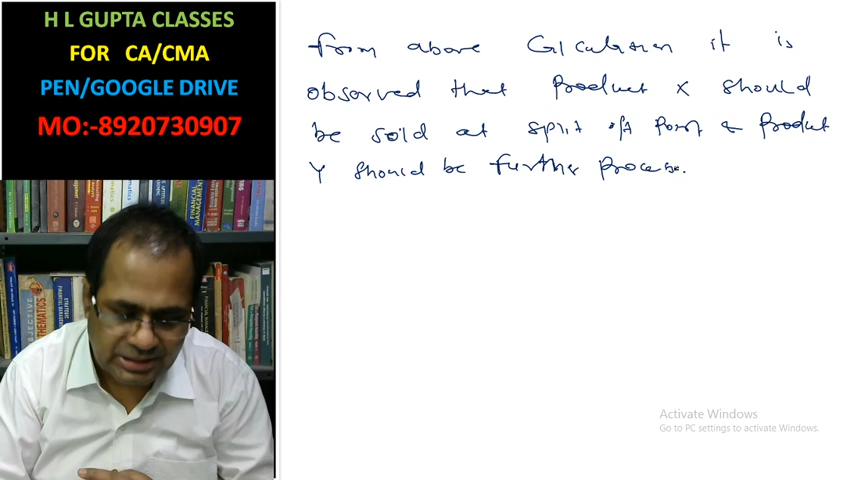 H L GUPTA CLASSES
FOR CA/CMA
PEN/GOOGLE DRIVE
MO:-8920730907
from above Calculation it is
observed that Product X should
be sold at split off Point & Product
Y should be further process.
Activate Windows
Go to PC settings to activate Windows.